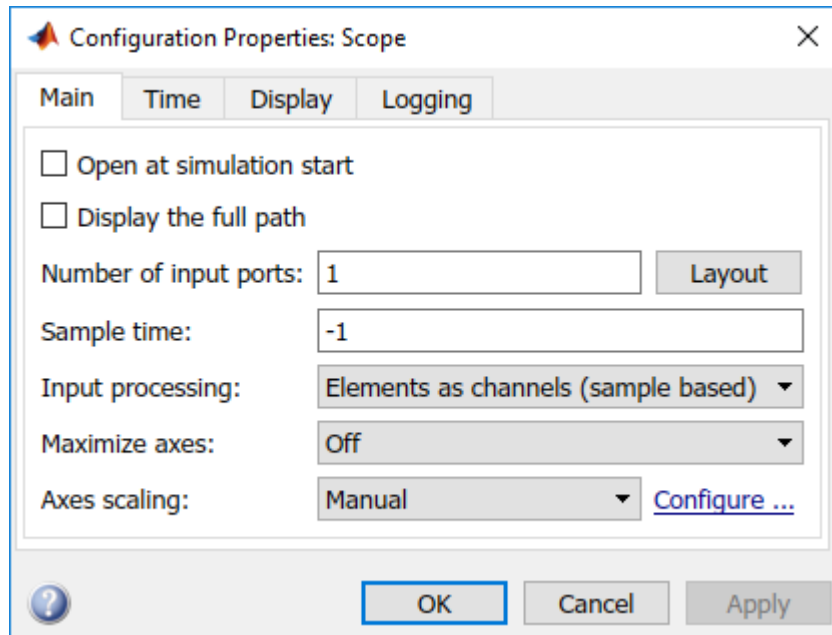 Configuration Properties: Scope
Main Time Display Logging
Open at simulation start
Display the full path
Number of input ports: 1 Layout
Sample time: -1
Input processing: Elements as channels (sample based)
Maximize axes: Off
Axes scaling: Manual Configure ...
? OK Cancel Apply